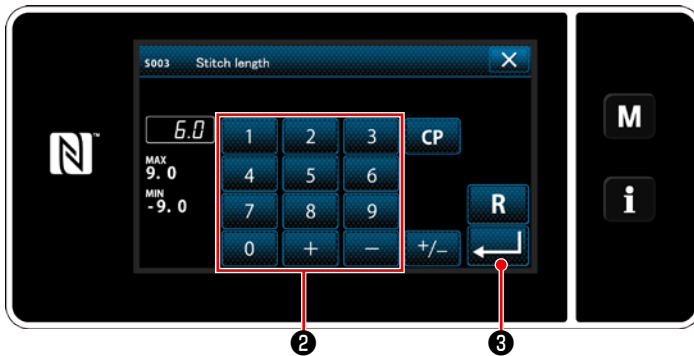 S003 Stitch length ✕
6.0 1 2 3 CP
MAX
9.0 4 5 6
MIN
-9.0 7 8 9 R
0 + − +/−
M
i
N™
❷ ❸